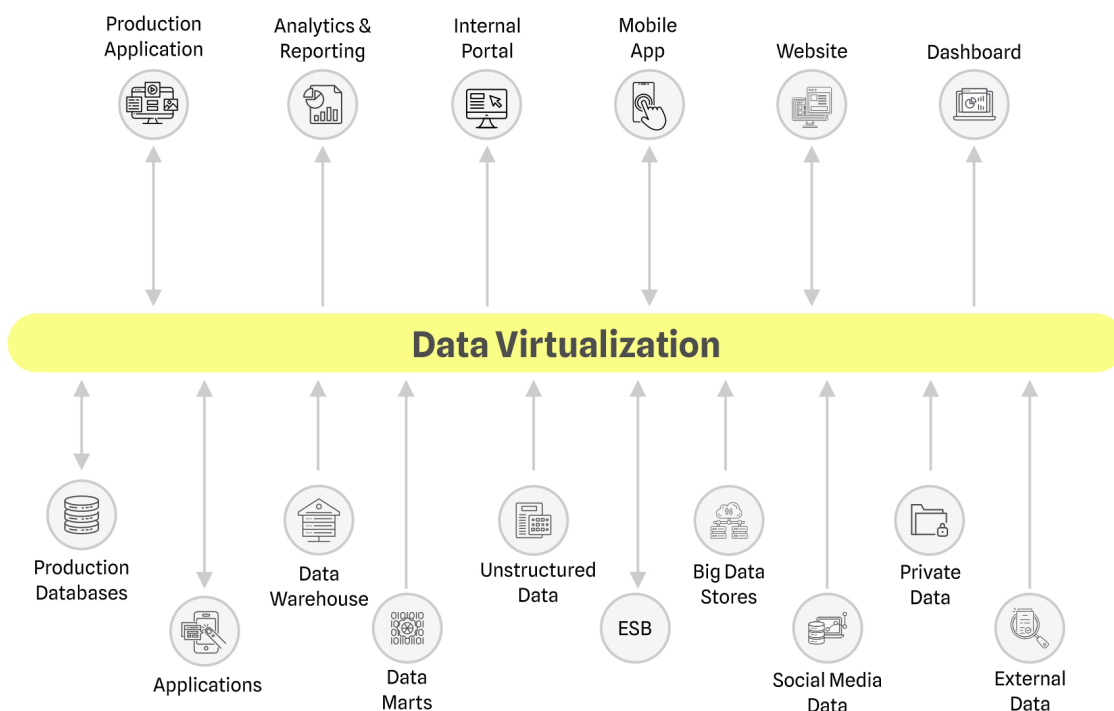 Production
Application
Analytics &
Reporting
Internal
Portal
Mobile
App
Website
Dashboard
Data Virtualization
Production
Databases
Applications
Data
Warehouse
Data
Marts
Unstructured
Data
ESB
Big Data
Stores
Social Media
Data
Private
Data
External
Data